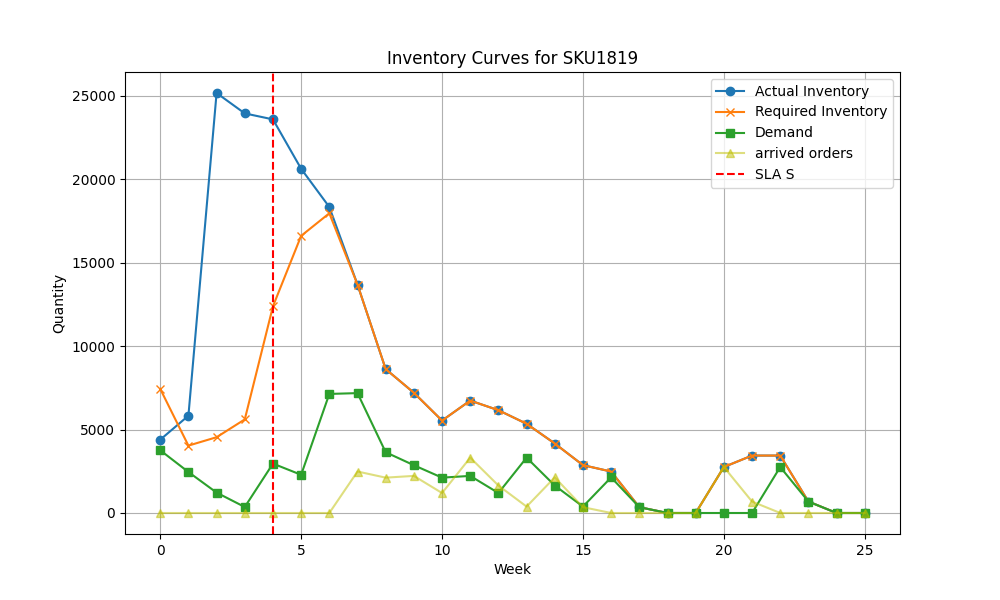 Inventory Curves for SKU1819
Actual Inventory
Required Inventory
Demand
arrived orders
SLA S
Quantity
25000
20000
15000
10000
5000
0
0 5 10 15 20 25
Week